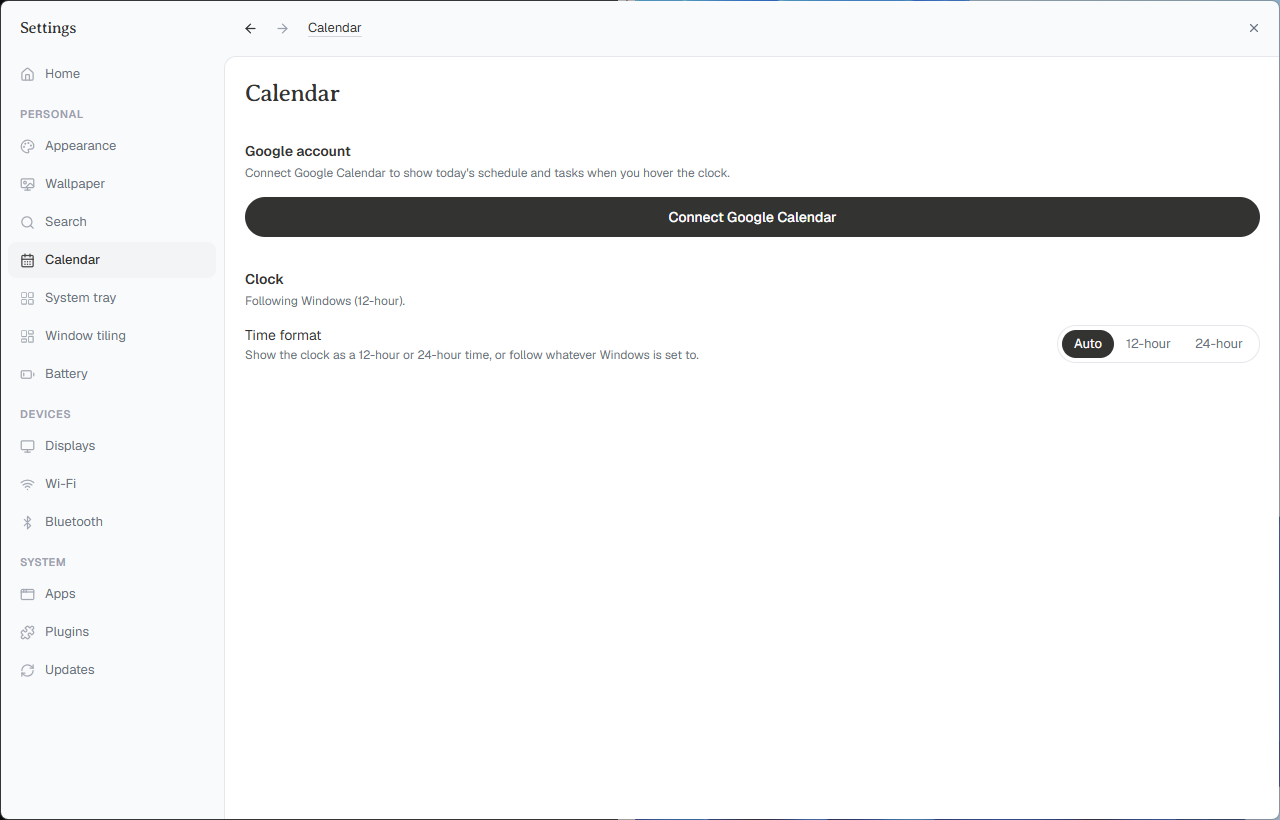 Settings
Calendar
Home
PERSONAL
Appearance
Wallpaper
Search
Calendar
System tray
Window tiling
Battery
DEVICES
Displays
Wi-Fi
Bluetooth
SYSTEM
Apps
Plugins
Updates
Calendar
Google account
Connect Google Calendar to show today's schedule and tasks when you hover the clock.
Connect Google Calendar
Clock
Following Windows (12-hour).
Time format
Show the clock as a 12-hour or 24-hour time, or follow whatever Windows is set to.
Auto 12-hour 24-hour